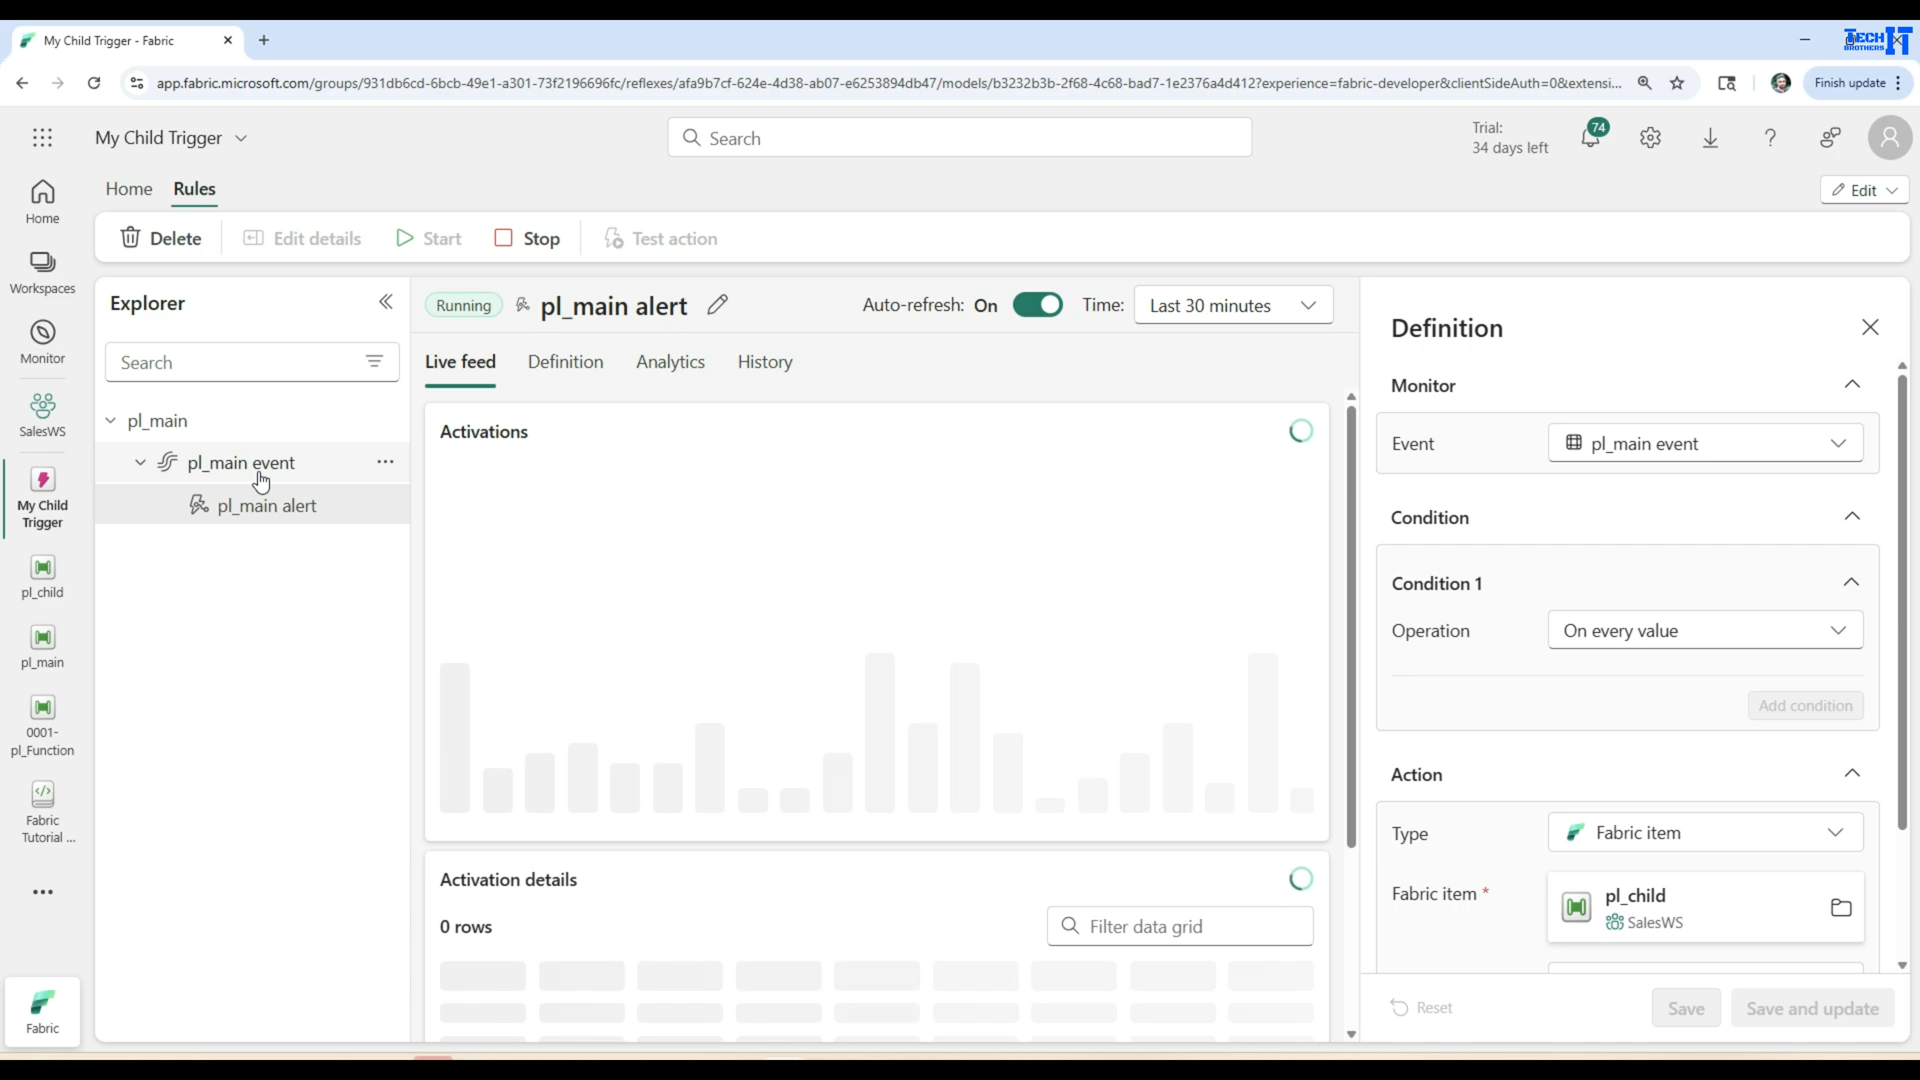 My Child Trigger - Fabric
TECH IT
BROTHERS
app.fabric.microsoft.com/groups/931db6cd-6bcb-49e1-a301-73f2196696fc/reflexes/afa9b7cf-624e-4d38-ab07-e6253894db47/models/b3232b3b-2f68-4c68-bad7-1e2376a4d412?experience=fabric-developer&clientSideAuth=0&extensi...
Finish update
My Child Trigger
Search
Trial:
34 days left
74
Home
Rules
Edit
Delete
Edit details
Start
Stop
Test action
Home
Workspaces
Monitor
SalesWS
My Child
Trigger
pl_child
pl_main
0001-
pl_Function
Fabric
Tutorial ...
Fabric
Explorer
Search
pl_main
pl_main event
pl_main alert
Running
pl_main alert
Auto-refresh: On
Time:
Last 30 minutes
Live feed
Definition
Analytics
History
Activations
Activation details
0 rows
Filter data grid
Definition
Monitor
Event
pl_main event
Condition
Condition 1
Operation
On every value
Add condition
Action
Type
Fabric item
Fabric item *
pl_child
SalesWS
Reset
Save
Save and update